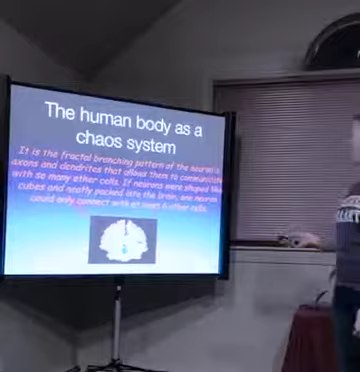 The human body as a
chaos system
It is the fractal branching pattern of the neuron's
axons and dendrites that allows them to communicate
with so many other cells. If neurons were shaped like
cubes and neatly packed into the brain, one neuron
could only connect with at most 6 other cells.